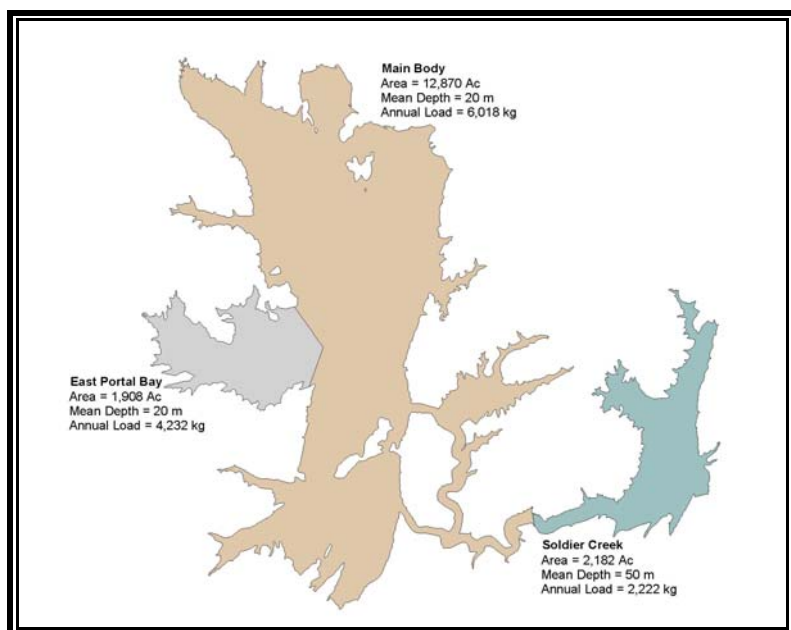 Main Body
Area = 12,870 Ac
Mean Depth = 20 m
Annual Load = 6,018 kg
East Portal Bay
Area = 1,908 Ac
Mean Depth = 20 m
Annual Load = 4,232 kg
Soldier Creek
Area = 2,182 Ac
Mean Depth = 50 m
Annual Load = 2,222 kg